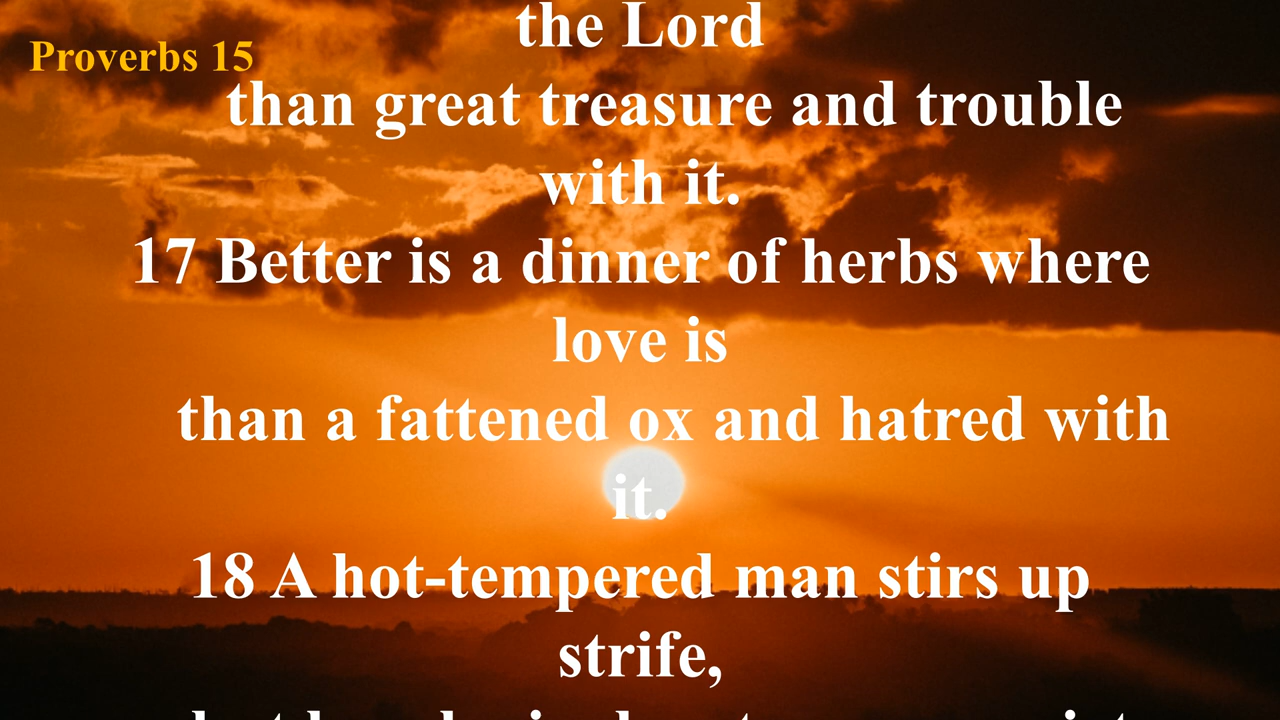 the Lord
Proverbs 15
than great treasure and trouble
with it.
17 Better is a dinner of herbs where
love is
than a fattened ox and hatred with
it.
18 A hot-tempered man stirs up
strife,